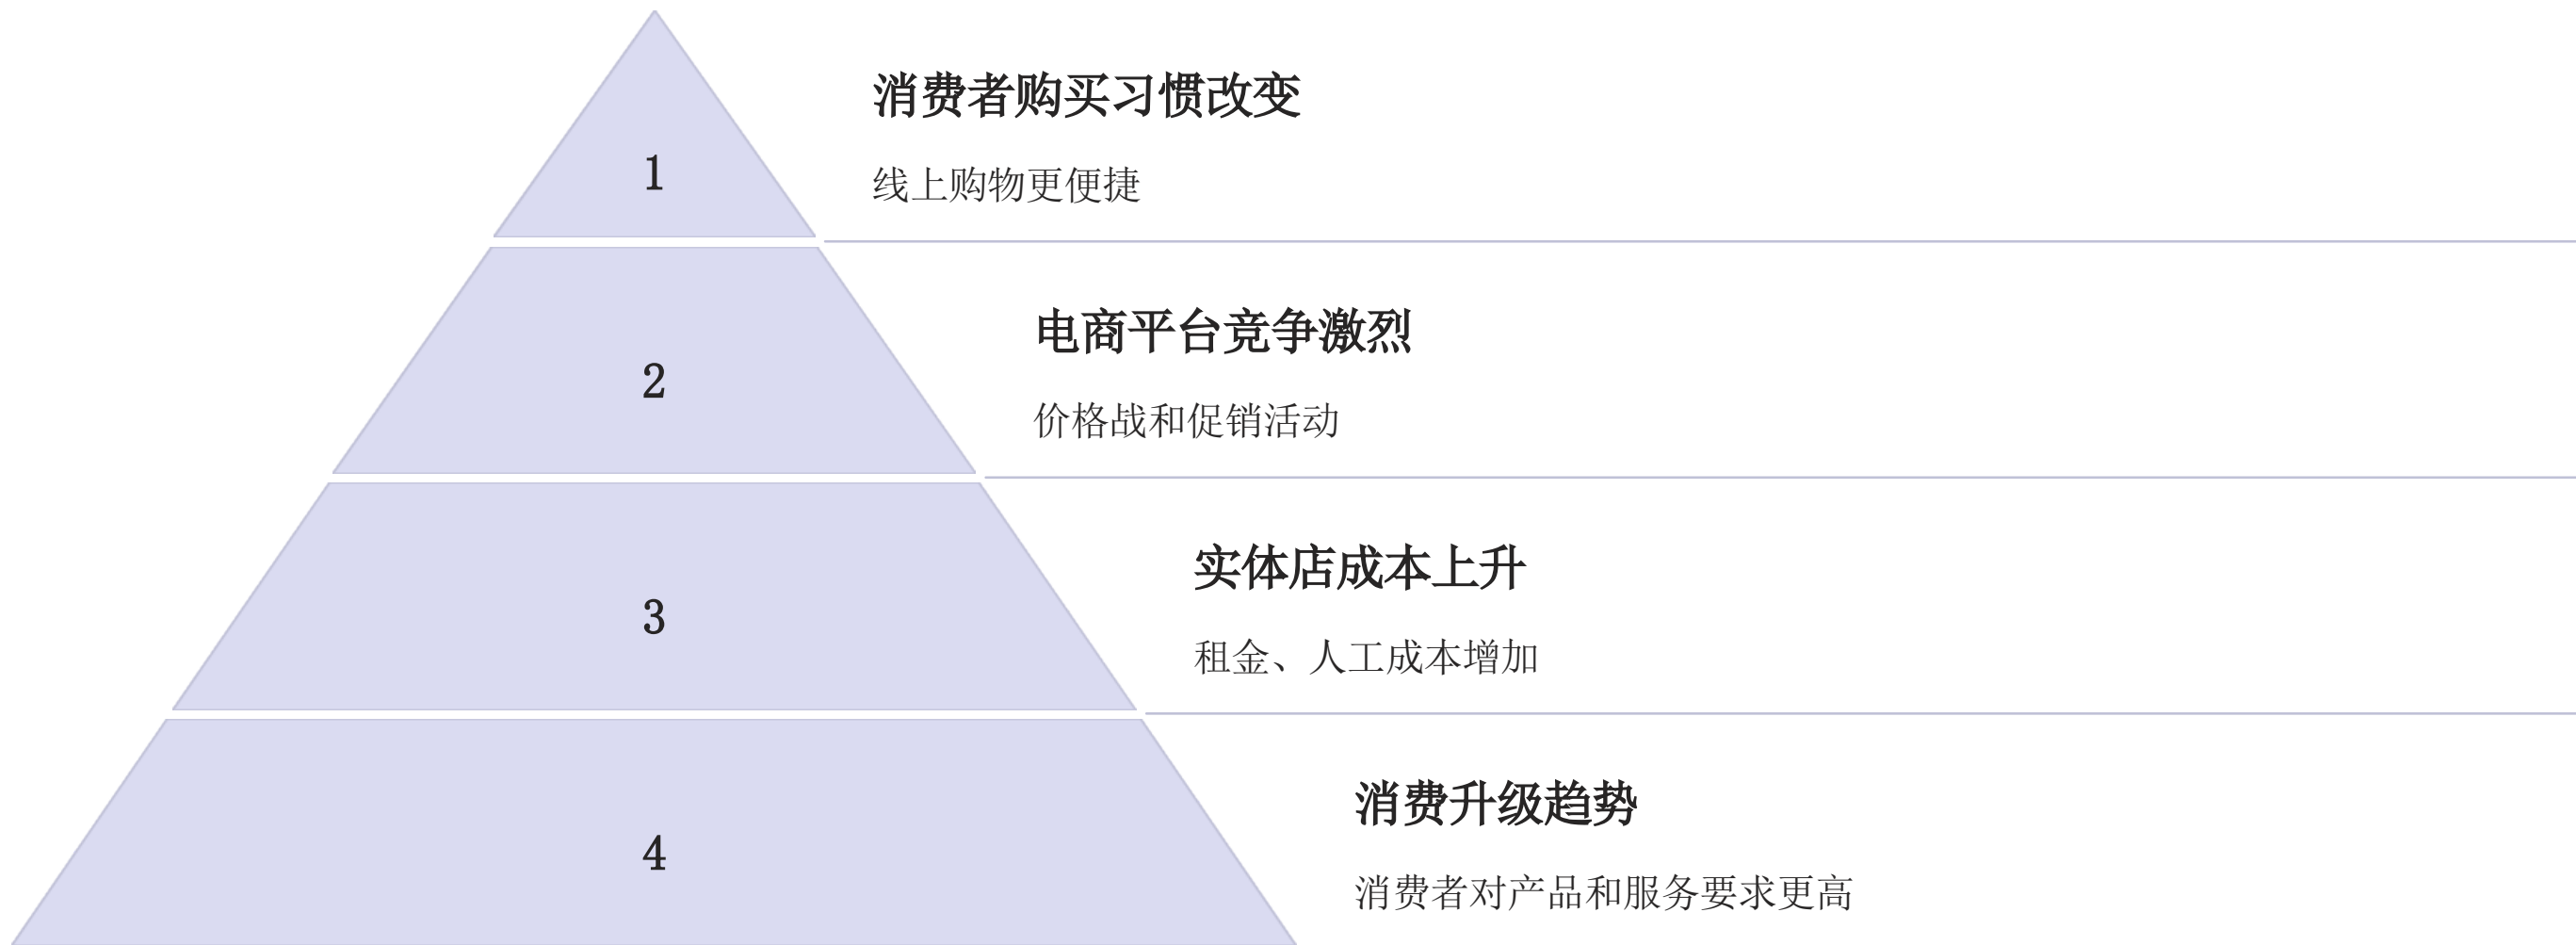 消费者购买习惯改变
1
线上购物更便捷
电商平台竞争激烈
2
价格战和促销活动
实体店成本上升
3
租金、人工成本增加
消费升级趋势
4
消费者对产品和服务要求更高